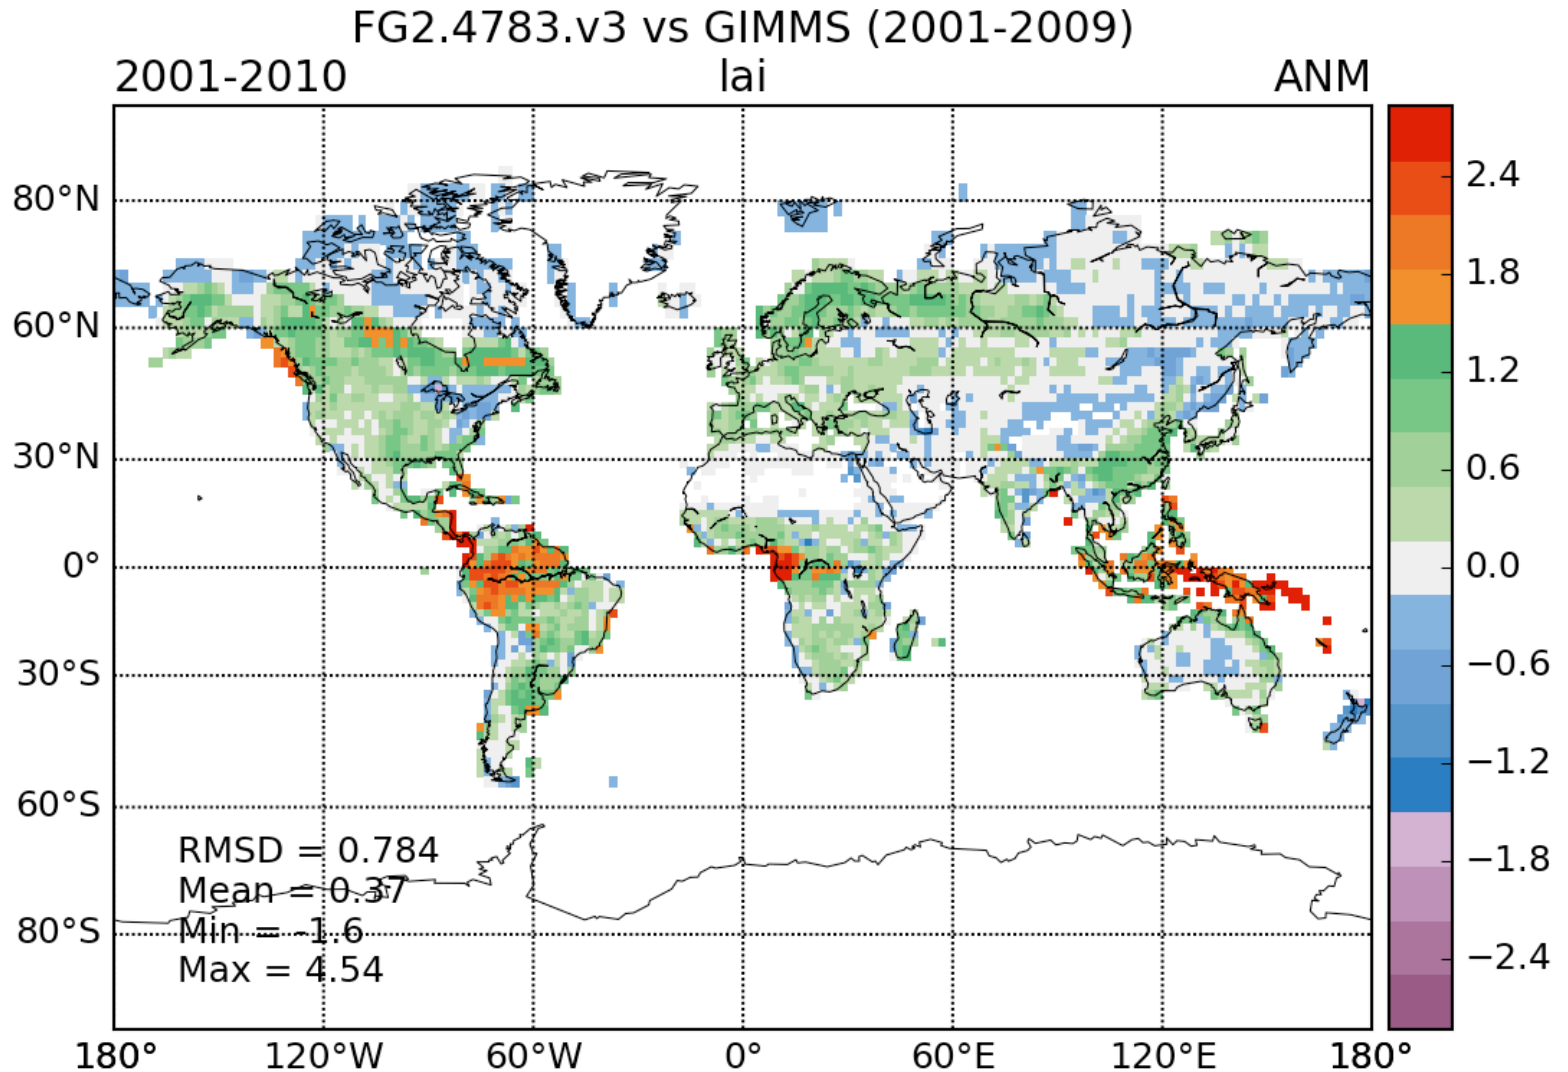 FG2.4783.v3 vs GIMMS (2001-2009)
2001-2010 lai ANM
80°N
60°N
30°N
0°
30°S
60°S
80°S
RMSD = 0.784
Mean = 0.37
Min = -1.6
Max = 4.54
180° 120°W 60°W 0° 60°E 120°E 180°
2.4
1.8
1.2
0.6
0.0
−0.6
−1.2
−1.8
−2.4